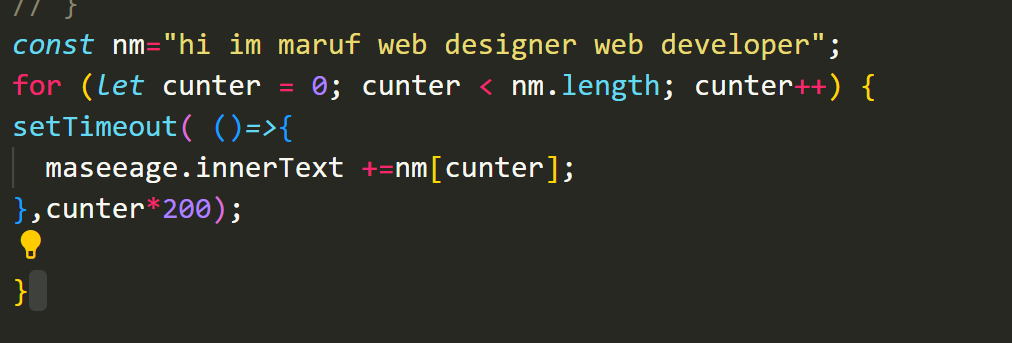 // }
const nm="hi im maruf web designer web developer";
for (let cunter = 0; cunter < nm.length; cunter++) {
setTimeout( ()=>{
  maseeage.innerText +=nm[cunter];
},cunter*200);
}